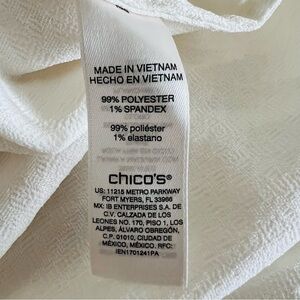 MADE IN VIETNAM
HECHO EN VIETNAM
99% POLYESTER
1% SPANDEX
99% poliéster
1% elastano
chico's®
US: 11215 METRO PARKWAY
FORT MYERS, FL 33966
MX: IB ENTERPRISES S.A. DE
C.V. CALZADA DE LOS
LEONES NO. 170, PISO 1, LOS
ALPES, ÁLVARO OBREGÓN,
C.P. 01010, CIUDAD DE
MÉXICO, MÉXICO. RFC:
IEN1701241PA